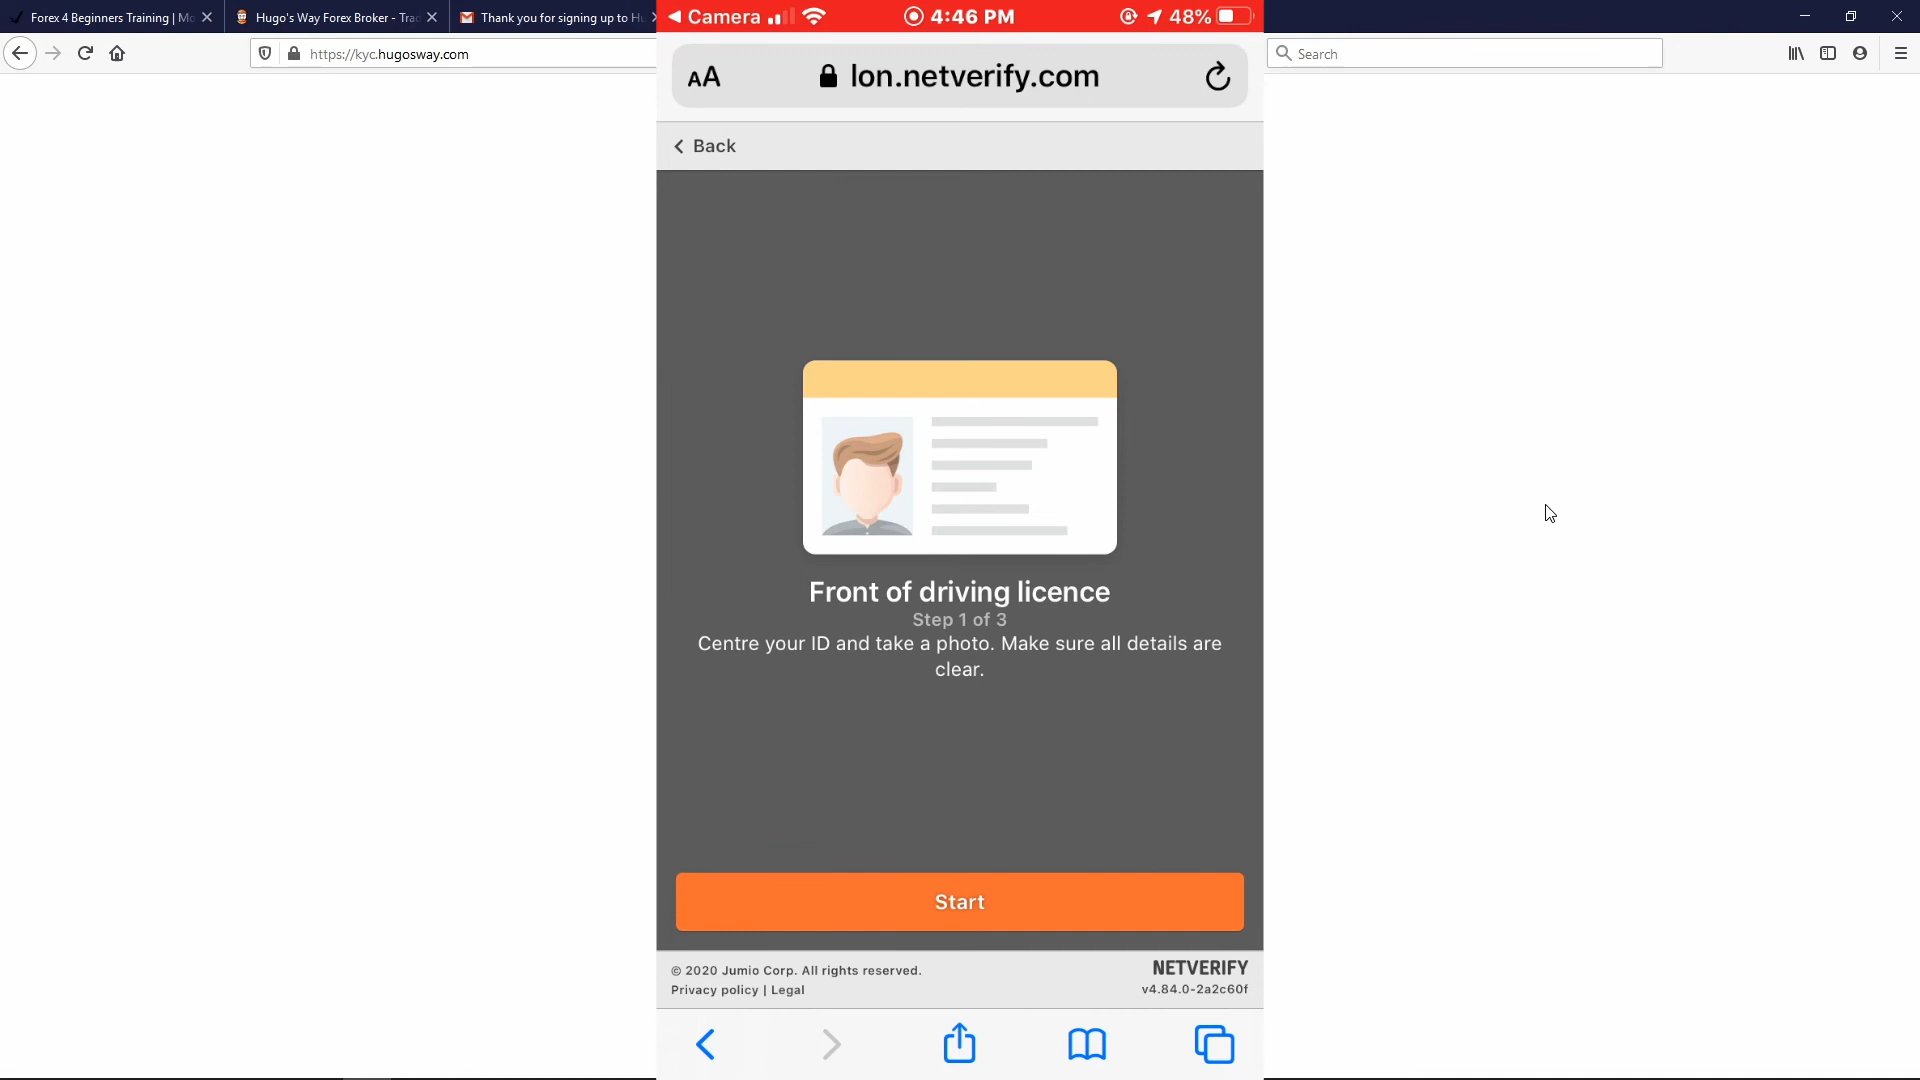 Forex 4 Beginners Training | Mo
Hugo's Way Forex Broker - Trad
Thank you for signing up to Hu
https://kyc.hugosway.com
Search
Camera
4:46 PM
48%
AA
lon.netverify.com
Back
Front of driving licence
Step 1 of 3
Centre your ID and take a photo. Make sure all details are
clear.
Start
© 2020 Jumio Corp. All rights reserved.
NETVERIFY
Privacy policy | Legal
v4.84.0-2a2c60f